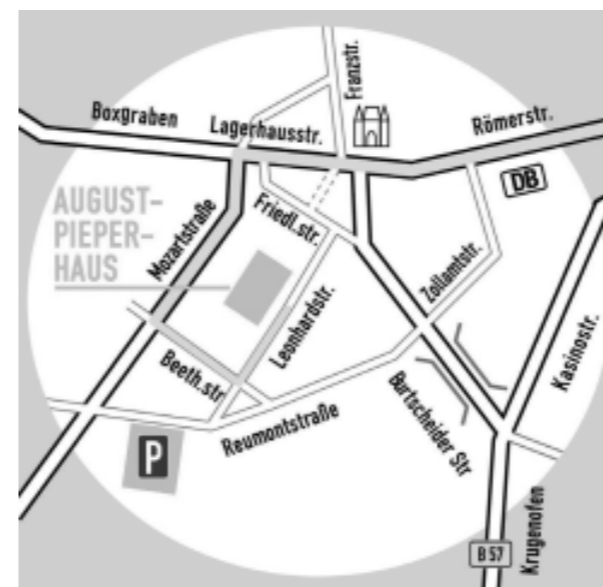 Franzstr.
Boxgraben
Lagerhausstr.
Römerstr.
DB
AUGUST-
PIEPER-
HAUS
Mozartstraße
Friedl.str.
Zollamtstr.
Leonhardstr.
Kasinostr.
Beeth.str
Burtscheider Str
Reumontstraße
P
B 57
Krugenofen